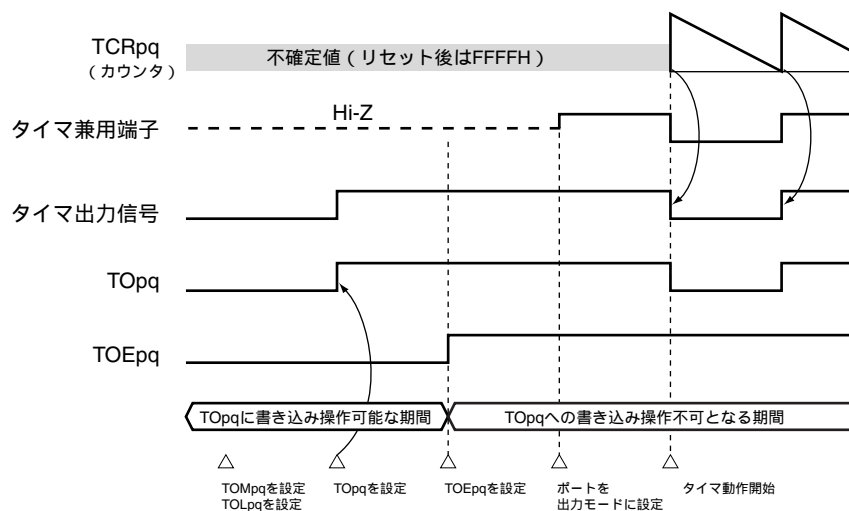 TCRpq
（カウンタ）
不確定値（リセット後はFFFFH）
タイマ兼用端子
Hi-Z
タイマ出力信号
TOpq
TOEpq
TOpqに書き込み操作可能な期間
TOpqへの書き込み操作不可となる期間
TOMpqを設定
TOLpqを設定
TOpqを設定
TOEpqを設定
ポートを
出力モードに設定
タイマ動作開始